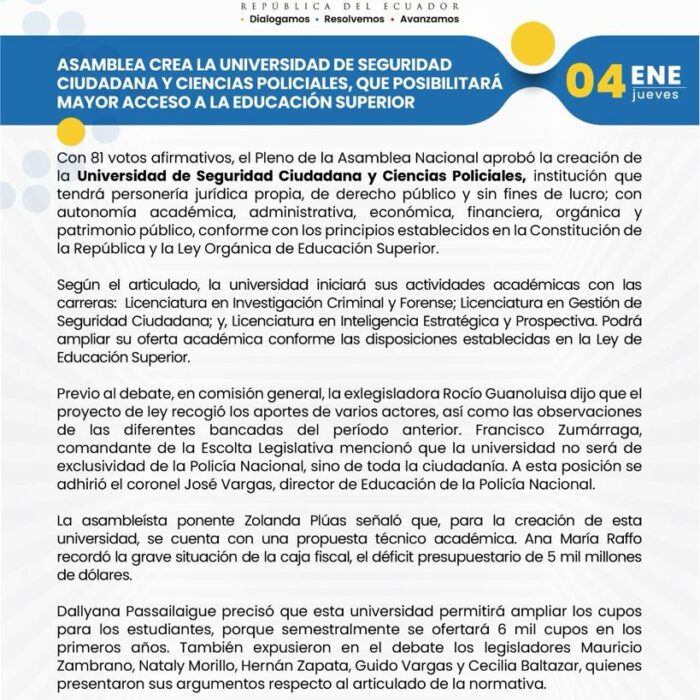 REPÚBLICA DEL ECUADOR
• Dialogamos • Resolvemos • Avanzamos
ASAMBLEA CREA LA UNIVERSIDAD DE SEGURIDAD
CIUDADANA Y CIENCIAS POLICIALES, QUE POSIBILITARÁ
MAYOR ACCESO A LA EDUCACIÓN SUPERIOR
04 ENE
jueves
Con 81 votos afirmativos, el Pleno de la Asamblea Nacional aprobó la creación de
la Universidad de Seguridad Ciudadana y Ciencias Policiales, institución que
tendrá personería jurídica propia, de derecho público y sin fines de lucro; con
autonomía académica, administrativa, económica, financiera, orgánica y
patrimonio público, conforme con los principios establecidos en la Constitución de
la República y la Ley Orgánica de Educación Superior.
Según el articulado, la universidad iniciará sus actividades académicas con las
carreras: Licenciatura en Investigación Criminal y Forense; Licenciatura en Gestión de
Seguridad Ciudadana; y, Licenciatura en Inteligencia Estratégica y Prospectiva. Podrá
ampliar su oferta académica conforme las disposiciones establecidas en la Ley de
Educación Superior.
Previo al debate, en comisión general, la exlegisladora Rocío Guanoluisa dijo que el
proyecto de ley recogió los aportes de varios actores, así como las observaciones
de las diferentes bancadas del período anterior. Francisco Zumárraga,
comandante de la Escolta Legislativa mencionó que la universidad no será de
exclusividad de la Policía Nacional, sino de toda la ciudadanía. A esta posición se
adhirió el coronel José Vargas, director de Educación de la Policía Nacional.
La asambleísta ponente Zolanda Plúas señaló que, para la creación de esta
universidad, se cuenta con una propuesta técnico académica. Ana María Raffo
recordó la grave situación de la caja fiscal, el déficit presupuestario de 5 mil millones
de dólares.
Dallyana Passailaigue precisó que esta universidad permitirá ampliar los cupos
para los estudiantes, porque semestralmente se ofertará 6 mil cupos en los
primeros años. También expusieron en el debate los legisladores Mauricio
Zambrano, Nataly Morillo, Hernán Zapata, Guido Vargas y Cecilia Baltazar, quienes
presentaron sus argumentos respecto al articulado de la normativa.